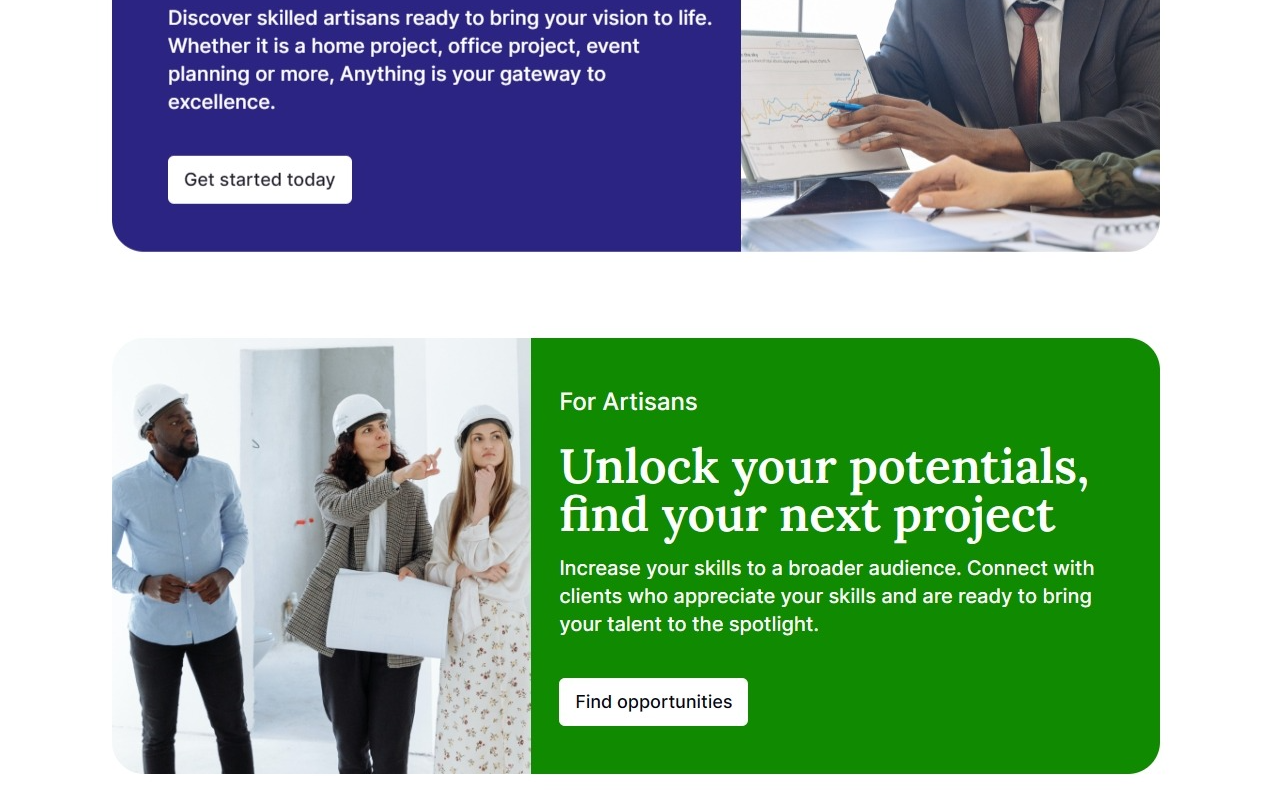 Discover skilled artisans ready to bring your vision to life.
Whether it is a home project, office project, event
planning or more, Anything is your gateway to
excellence.
Get started today
For Artisans
Unlock your potentials,
find your next project
Increase your skills to a broader audience. Connect with
clients who appreciate your skills and are ready to bring
your talent to the spotlight.
Find opportunities